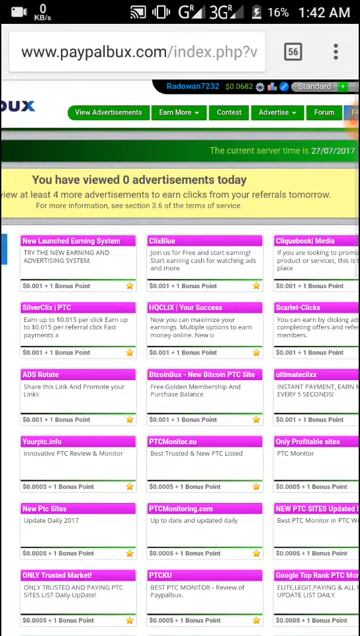 0
KB/s
G R 3G R 16% 1:42 AM
www.paypalbux.com/index.php?v
56
Radowan7232 $0.0682 Standard
BUX
View Advertisements Earn More Contest Advertise Forum
The current server time is 27/07/2017
You have viewed 0 advertisements today
view at least 4 more advertisements to earn clicks from your referrals tomorrow.
For more information, see section 3.6 of the terms of service.
New Launched Earning System
TRY THE NEW EARNING AND
ADVERTISING SYSTEM.
$0.001 + 1 Bonus Point
ClixBlue
Join us for Free and start earning!
Start earning cash for watching ads
and more
$0.001 + 1 Bonus Point
Cliquebook| Media
If you are looking to promo
product or services, this is t
place
$0.001 + 1 Bonus Point
SilverClix | PTC
Earn up to $0.015 per click Earn up
to $0.015 per referral click Fast
payments a
$0.001 + 1 Bonus Point
HQCLIX | Your Success
Now you can maximize your
earnings. Multiple options to earn
money online. New o
$0.001 + 1 Bonus Point
Scarlet-Clicks
You can earn by clicking ad
completing offers and refer
members.
$0.001 + 1 Bonus Point
ADS Rotate
Share this Link And Promote your
Links
$0.001 + 1 Bonus Point
BtcoinBux - New Bitcoin PTC Site
Free Golden Membership And
Purchase Balance
$0.001 + 1 Bonus Point
ultimateclixx
INSTANT PAYMENT, EARN M
EVERY 5 SECONDS!
$0.001 + 1 Bonus Point
Yourptc.info
Innovative PTC Review & Monitor
$0.0005 + 1 Bonus Point
PTCMonitor.eu
Best Trusted & New PTC Listed
$0.0005 + 1 Bonus Point
Only Profitable sites
PTC Monitor
$0.0005 + 1 Bonus Point
New Ptc Sites
Update Daily 2017
$0.0005 + 1 Bonus Point
PTCMonitoring.com
Up to date and updated daily
$0.0005 + 1 Bonus Point
NEW PTC SITES Updated D
Best PTC Monitor in PTC W
$0.0005 + 1 Bonus Point
ONLY Trusted Market!
ONLY TRUSTED AND PAYING PTC
SITES LIST Daily UpDate!
$0.0005 + 1 Bonus Point
PTCKU
BEST PTC MONITOR - Review of
Paypalbux.
$0.0005 + 1 Bonus Point
Google Top Rank PTC Mon
ELITE,LEGIT,PAYING & ALL P
UPDATE LIST DAILY.
$0.0005 + 1 Bonus Point